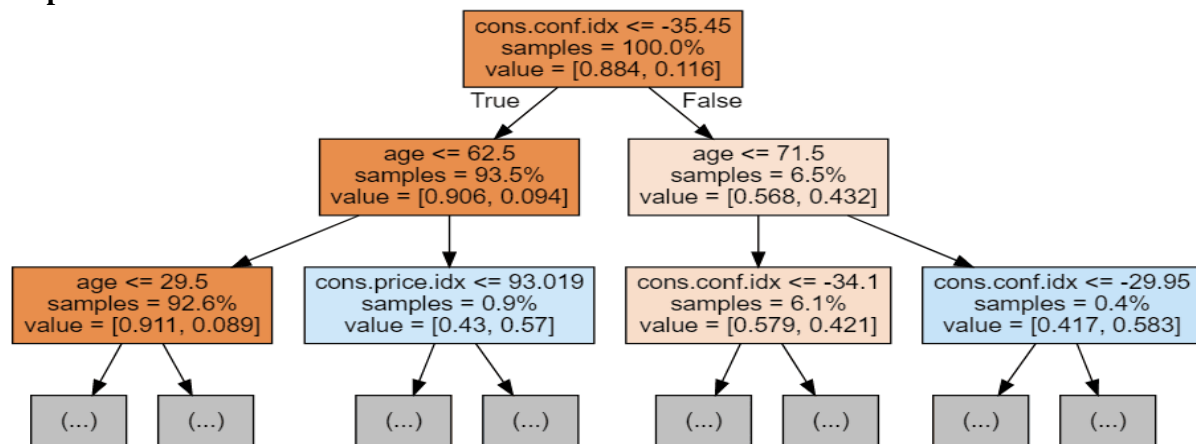 cons.conf.idx <= -35.45
samples = 100.0%
value = [0.884, 0.116]
True
False
age <= 62.5
samples = 93.5%
value = [0.906, 0.094]
age <= 71.5
samples = 6.5%
value = [0.568, 0.432]
age <= 29.5
samples = 92.6%
value = [0.911, 0.089]
cons.price.idx <= 93.019
samples = 0.9%
value = [0.43, 0.57]
cons.conf.idx <= -34.1
samples = 6.1%
value = [0.579, 0.421]
cons.conf.idx <= -29.95
samples = 0.4%
value = [0.417, 0.583]
(...)
(...)
(...)
(...)
(...)
(...)
(...)
(...)